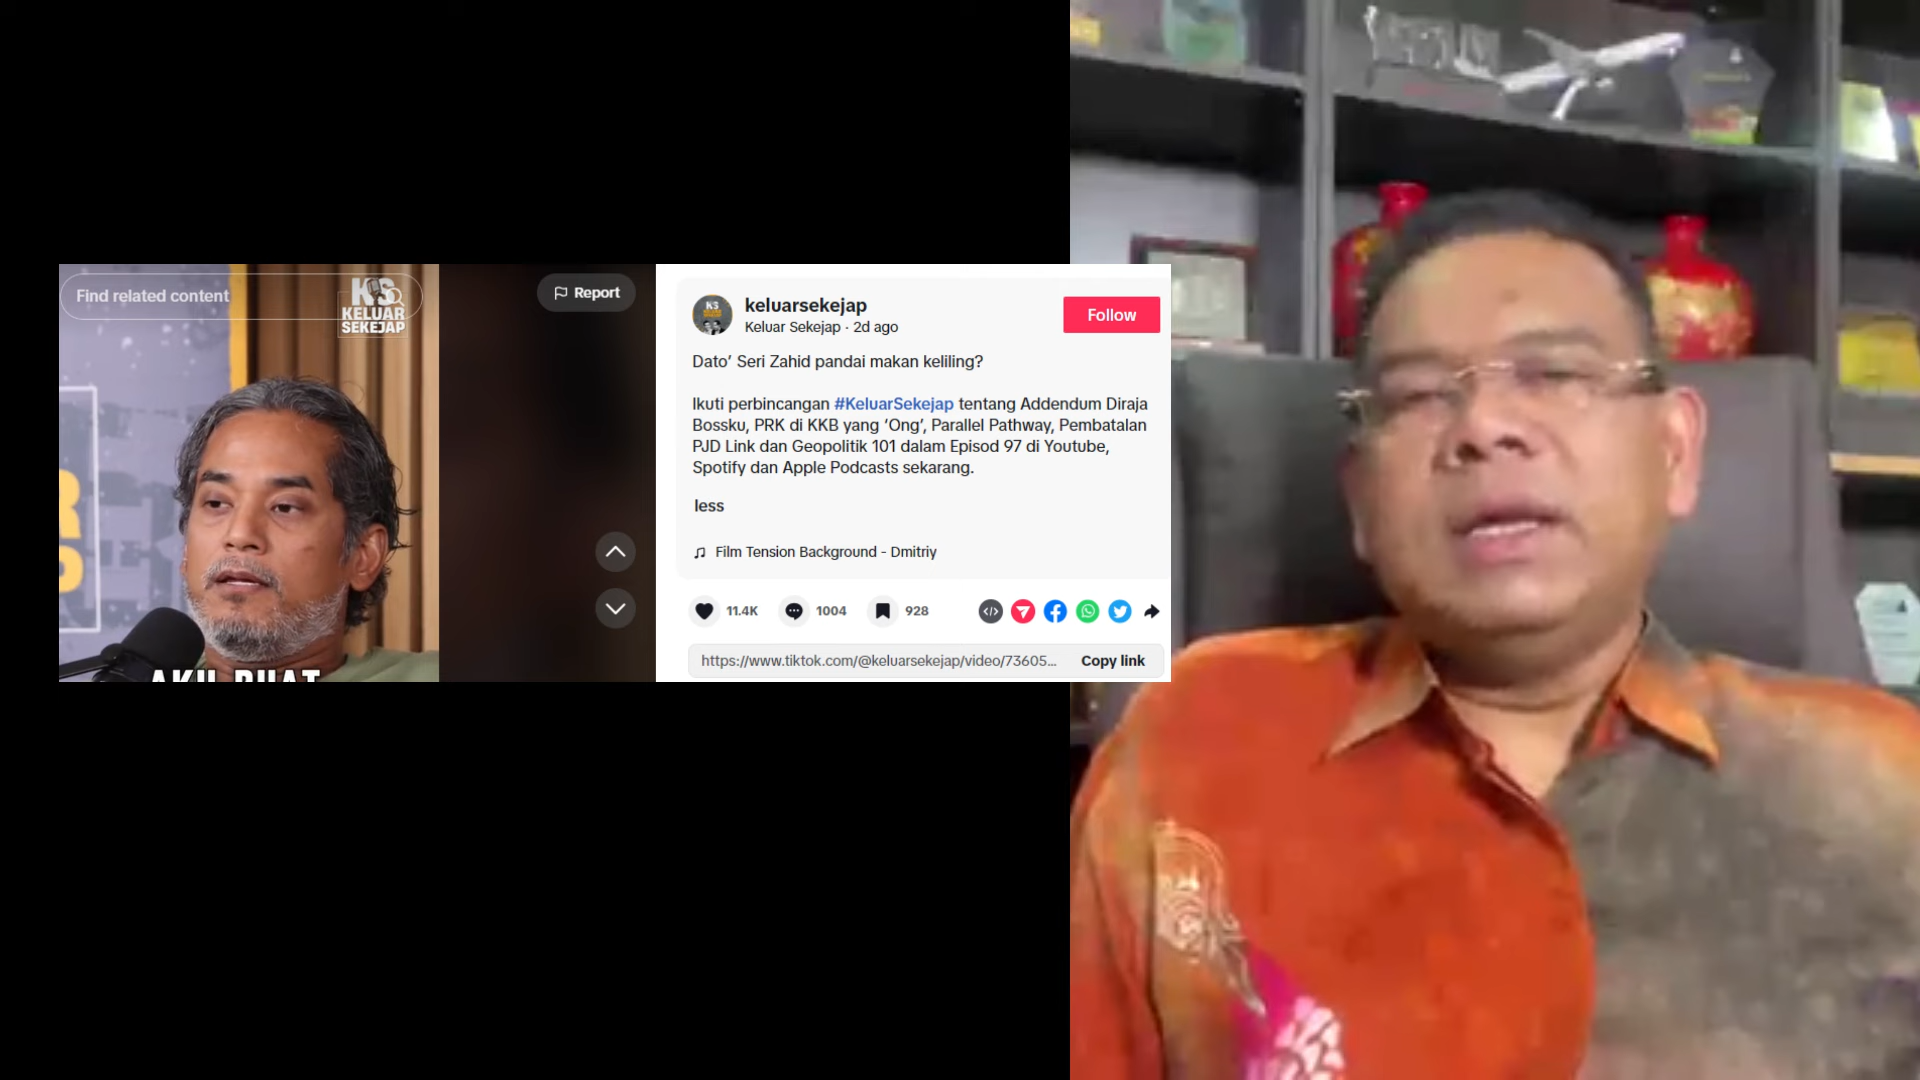 Find related content
KS
KELUAR
SEKEJAP
Report
keluarsekejap
Keluar Sekejap · 2d ago
Follow
Dato’ Seri Zahid pandai makan keliling?
Ikuti perbincangan #KeluarSekejap tentang Addendum Diraja
Bossku, PRK di KKB yang ‘Ong’, Parallel Pathway, Pembatalan
PJD Link dan Geopolitik 101 dalam Episod 97 di Youtube,
Spotify dan Apple Podcasts sekarang.
less
Film Tension Background - Dmitriy
11.4K
1004
928
https://www.tiktok.com/@keluarsekejap/video/73605...
Copy link